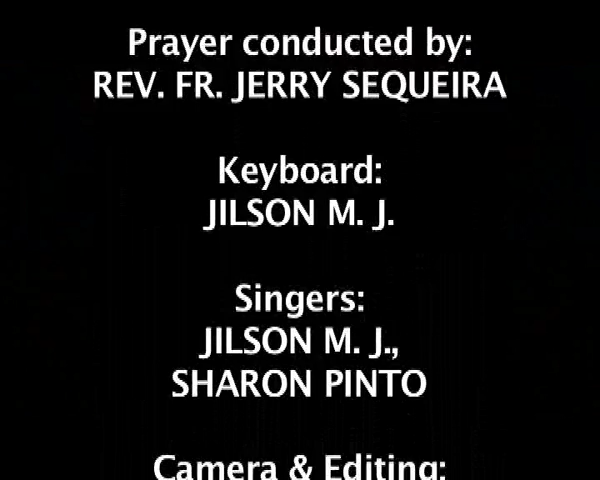 Prayer conducted by:
REV. FR. JERRY SEQUEIRA
Keyboard:
JILSON M. J.
Singers:
JILSON M. J.,
SHARON PINTO
Camera & Editing: